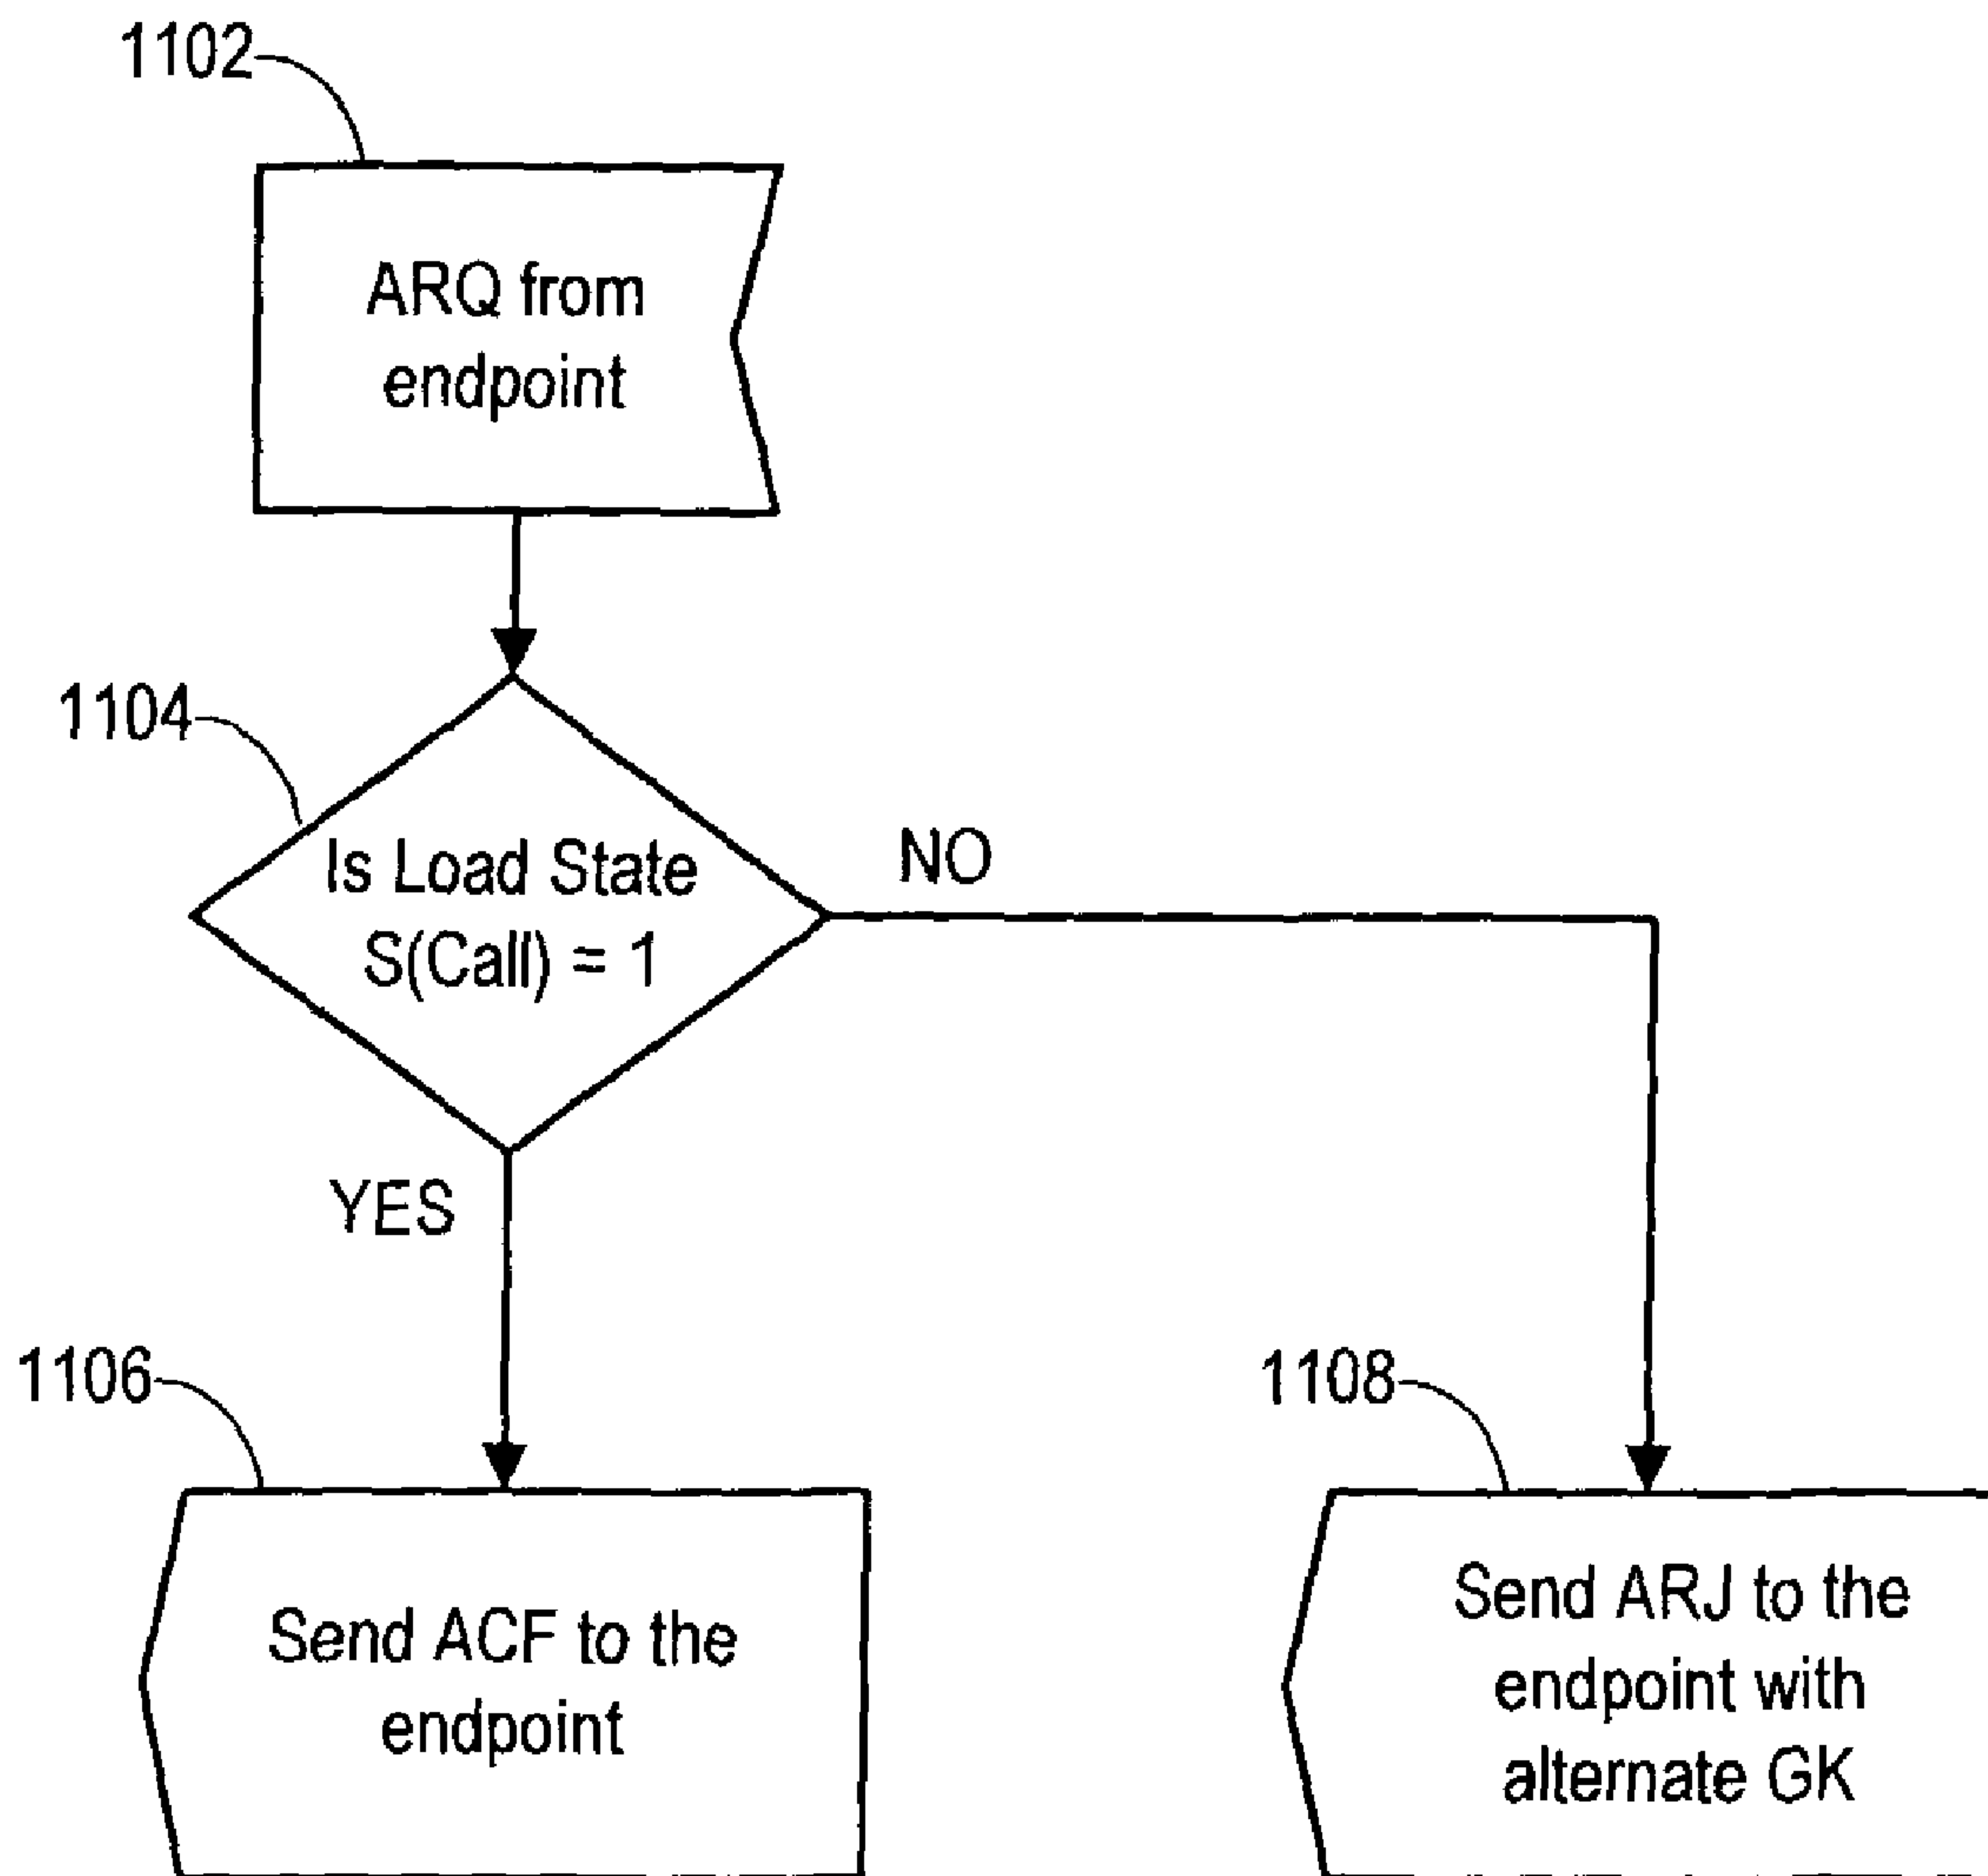 1102
ARQ from
endpoint
1104
Is Load State
S(Call) = 1
NO
YES
1106
Send ACF to the
endpoint
1108
Send ARJ to the
endpoint with
alternate GK